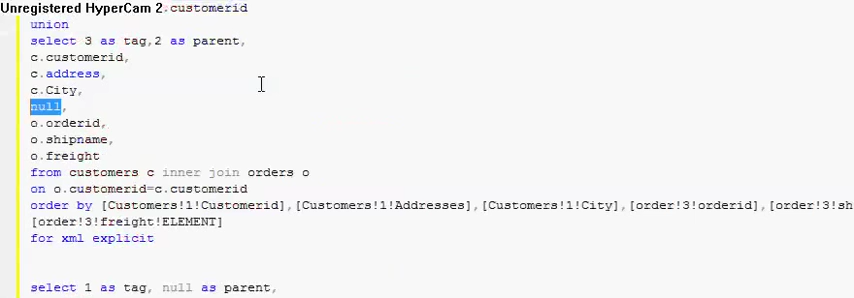 Unregistered HyperCam 2.customerid
union
select 3 as tag,2 as parent,
c.customerid,
c.address,
c.City,
null,
o.orderid,
o.shipname,
o.freight
from customers c inner join orders o
on o.customerid=c.customerid
order by [Customers!1!Customerid],[Customers!1!Addresses],[Customers!1!City],[order!3!orderid],[order!3!sh
[order!3!freight!ELEMENT]
for xml explicit
select 1 as tag, null as parent,